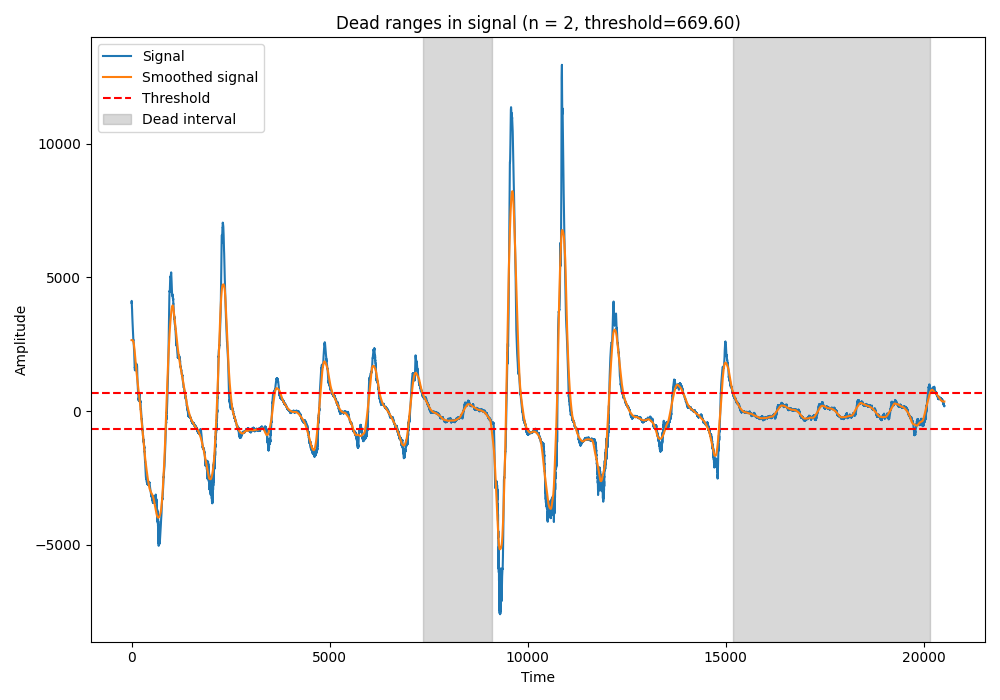 Dead ranges in signal (n = 2, threshold=669.60)
Signal
Smoothed signal
Threshold
Dead interval
Amplitude
10000
5000
0
−5000
0
5000
10000
15000
20000
Time